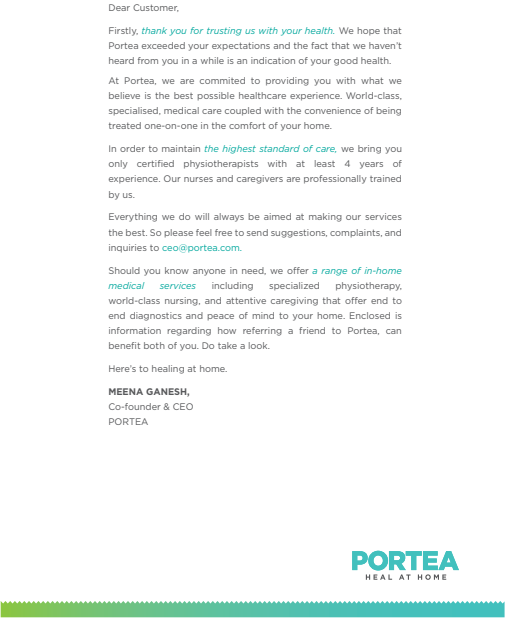 Dear Customer,
Firstly, thank you for trusting us with your health. We hope that
Portea exceeded your expectations and the fact that we haven't
heard from you in a while is an indication of your good health.
At Portea, we are commited to providing you with what we
believe is the best possible healthcare experience. World-class,
specialised, medical care coupled with the convenience of being
treated one-on-one in the comfort of your home.
In order to maintain the highest standard of care, we bring you
only certified physiotherapists with at least 4 years of
experience. Our nurses and caregivers are professionally trained
by us.
Everything we do will always be aimed at making our services
the best. So please feel free to send suggestions, complaints, and
inquiries to ceo@portea.com.
Should you know anyone in need, we offer a range of in-home
medical services including specialized physiotherapy,
world-class nursing, and attentive caregiving that offer end to
end diagnostics and peace of mind to your home. Enclosed is
information regarding how referring a friend to Portea, can
benefit both of you. Do take a look.
Here's to healing at home.
MEENA GANESH,
Co-founder & CEO
PORTEA
PORTEA
HEAL AT HOME